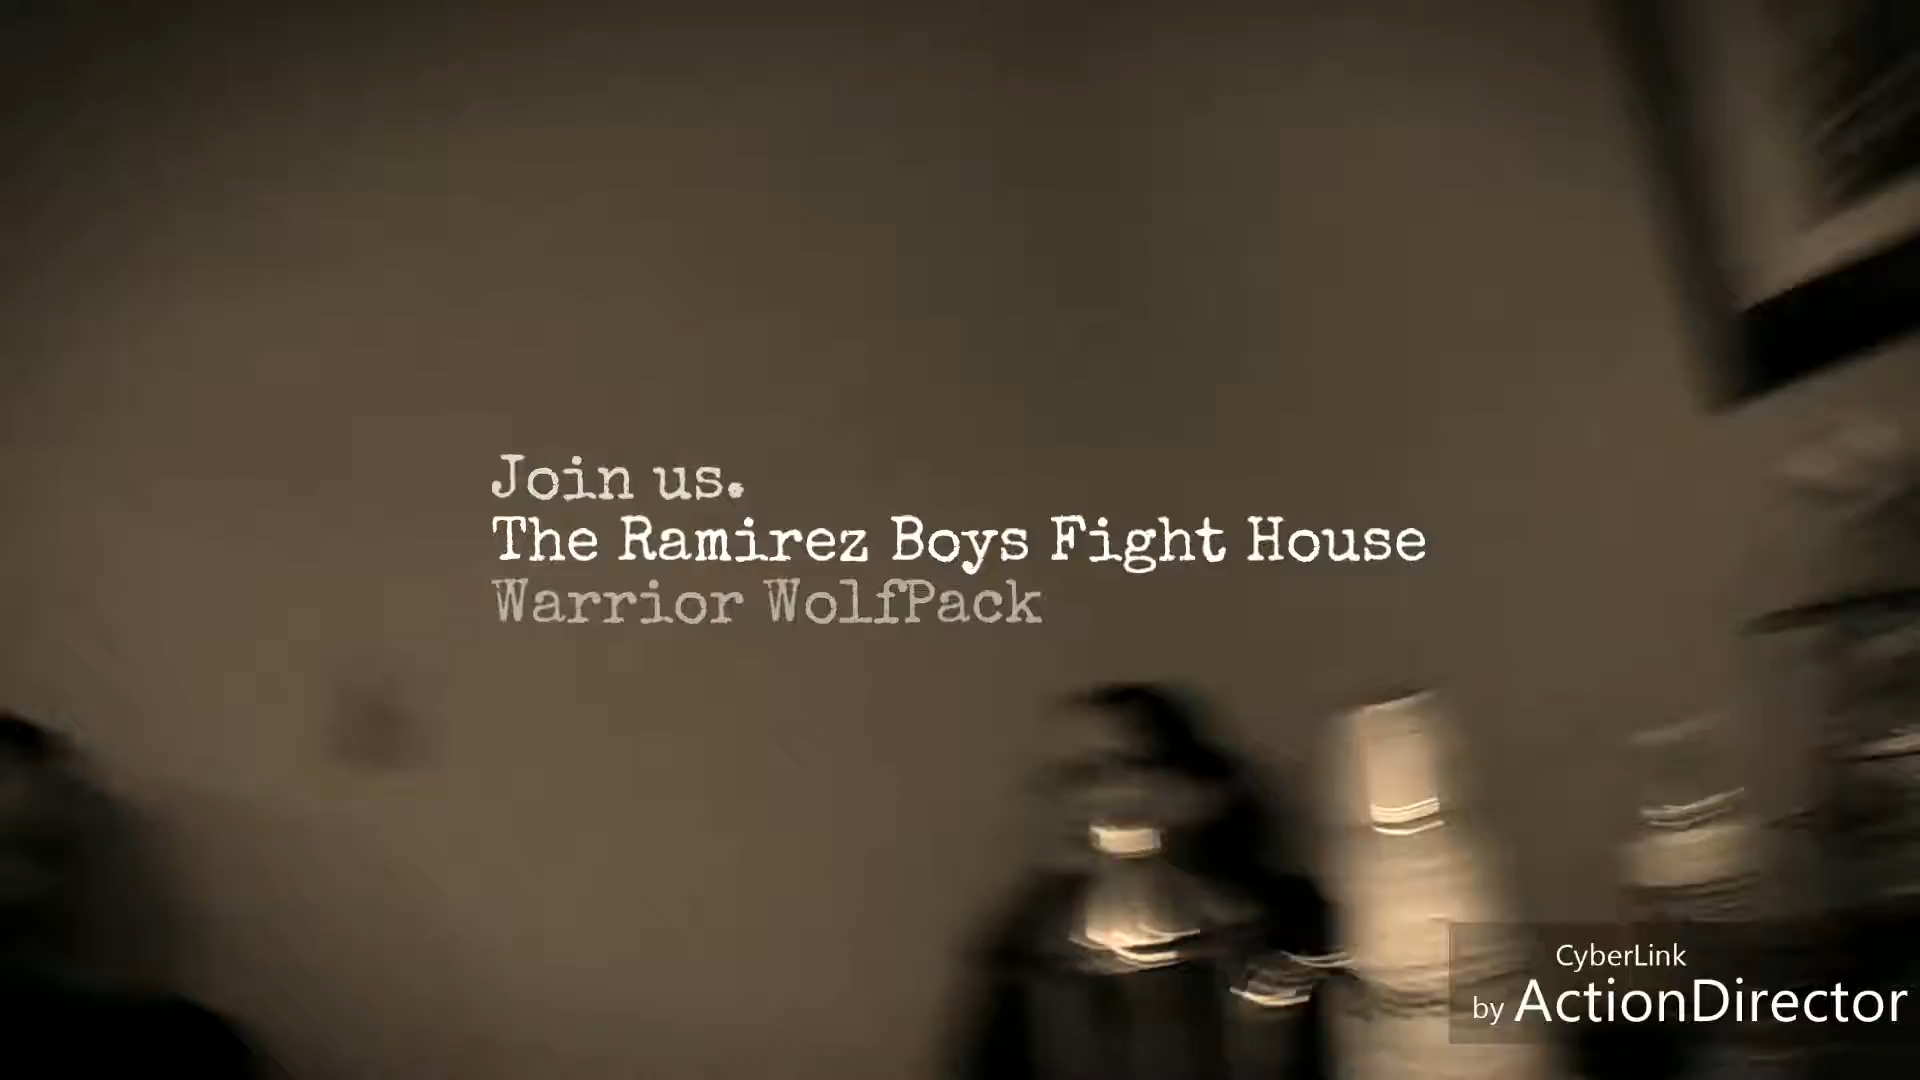 Join us.
The Ramirez Boys Fight House
Warrior WolfPack
CyberLink
by ActionDirector